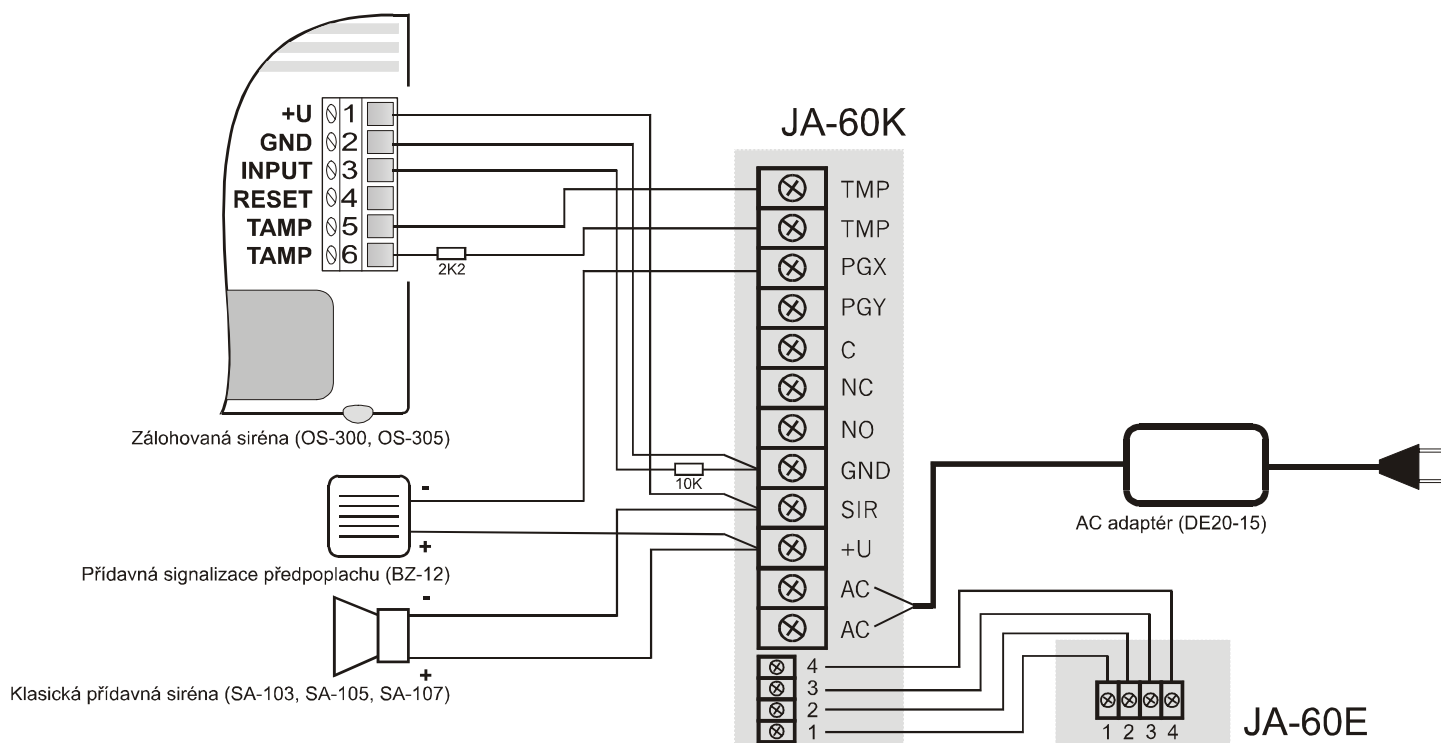 +U 1
GND 2
INPUT 3
RESET 4
TAMP 5
TAMP 6
2K2
Zálohovaná siréna (OS-300, OS-305)
10K
-
+
Přídavná signalizace předpoplachu (BZ-12)
-
+
Klasická přídavná siréna (SA-103, SA-105, SA-107)
JA-60K
TMP
TMP
PGX
PGY
C
NC
NO
GND
SIR
+U
AC
AC
4
3
2
1
AC adaptér (DE20-15)
1 2 3 4
JA-60E